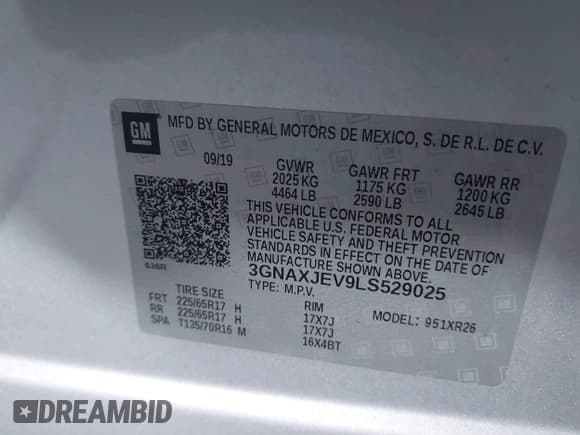 GM
MFD BY GENERAL MOTORS DE MEXICO, S. DE R.L. DE C.V.
09/19 GVWR GAWR FRT GAWR RR
2025 KG 1175 KG 1200 KG
4464 LB 2590 LB 2645 LB
THIS VEHICLE CONFORMS TO ALL
APPLICABLE U.S. FEDERAL MOTOR
VEHICLE SAFETY AND THEFT PREVENTION
STANDARDS IN EFFECT ON THE DATE OF
MANUFACTURE SHOWN ABOVE.
636R
3GNAXJEV9LS529025
TYPE: M.P.V. MODEL: 951XR26
TIRE SIZE RIM
FRT 225/65R17 H 17X7J
RR 225/65R17 H 17X7J
SPA T135/70R16 M 16X4BT
DREAMBID